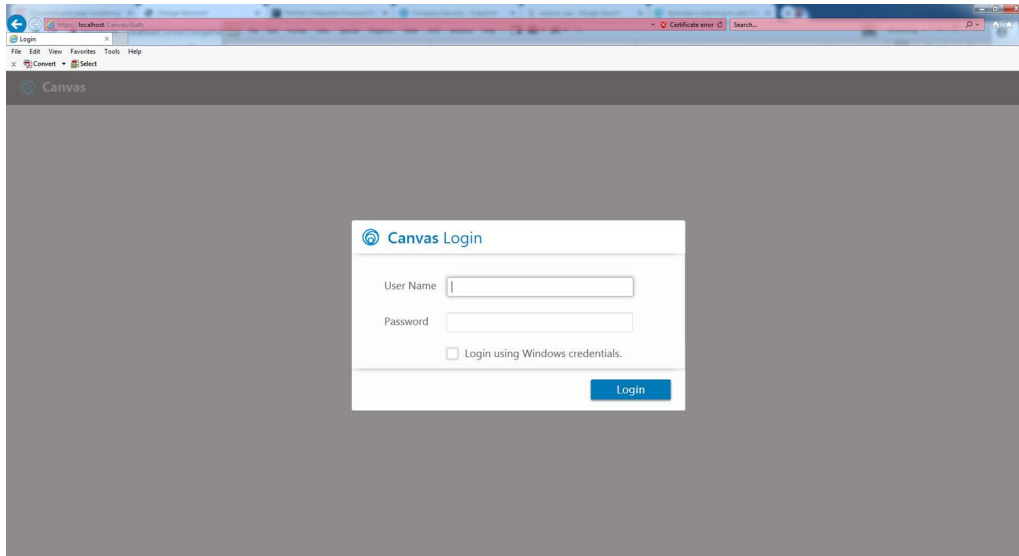 https://localhost/Canvas/Auth
Certificate error
Search...
Login
File Edit View Favorites Tools Help
Convert Select
Canvas
Canvas Login
User Name
Password
Login using Windows credentials.
Login